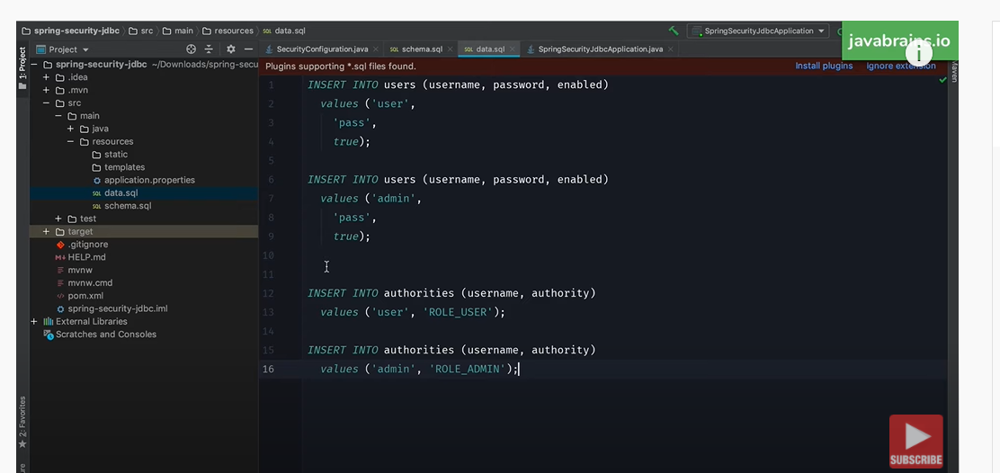 spring-security-jdbc src main resources data.sql
SpringSecurityJdbcApplication
javabrains.io
i
Project
SecurityConfiguration.java schema.sql data.sql SpringSecurityJdbcApplication.java
1: Project
Maven
spring-security-jdbc ~/Downloads/spring-secu
Plugins supporting *.sql files found. Install plugins Ignore extension
.idea
.mvn
src
main
java
resources
static
templates
application.properties
data.sql
schema.sql
test
target
.gitignore
HELP.md
mvnw
mvnw.cmd
pom.xml
spring-security-jdbc.iml
External Libraries
Scratches and Consoles
1 INSERT INTO users (username, password, enabled)
2 values ('user',
3 'pass',
4 true);
5
6 INSERT INTO users (username, password, enabled)
7 values ('admin',
8 'pass',
9 true);
10
11
12 INSERT INTO authorities (username, authority)
13 values ('user', 'ROLE_USER');
14
15 INSERT INTO authorities (username, authority)
16 values ('admin', 'ROLE_ADMIN');
2: Favorites
SUBSCRIBE